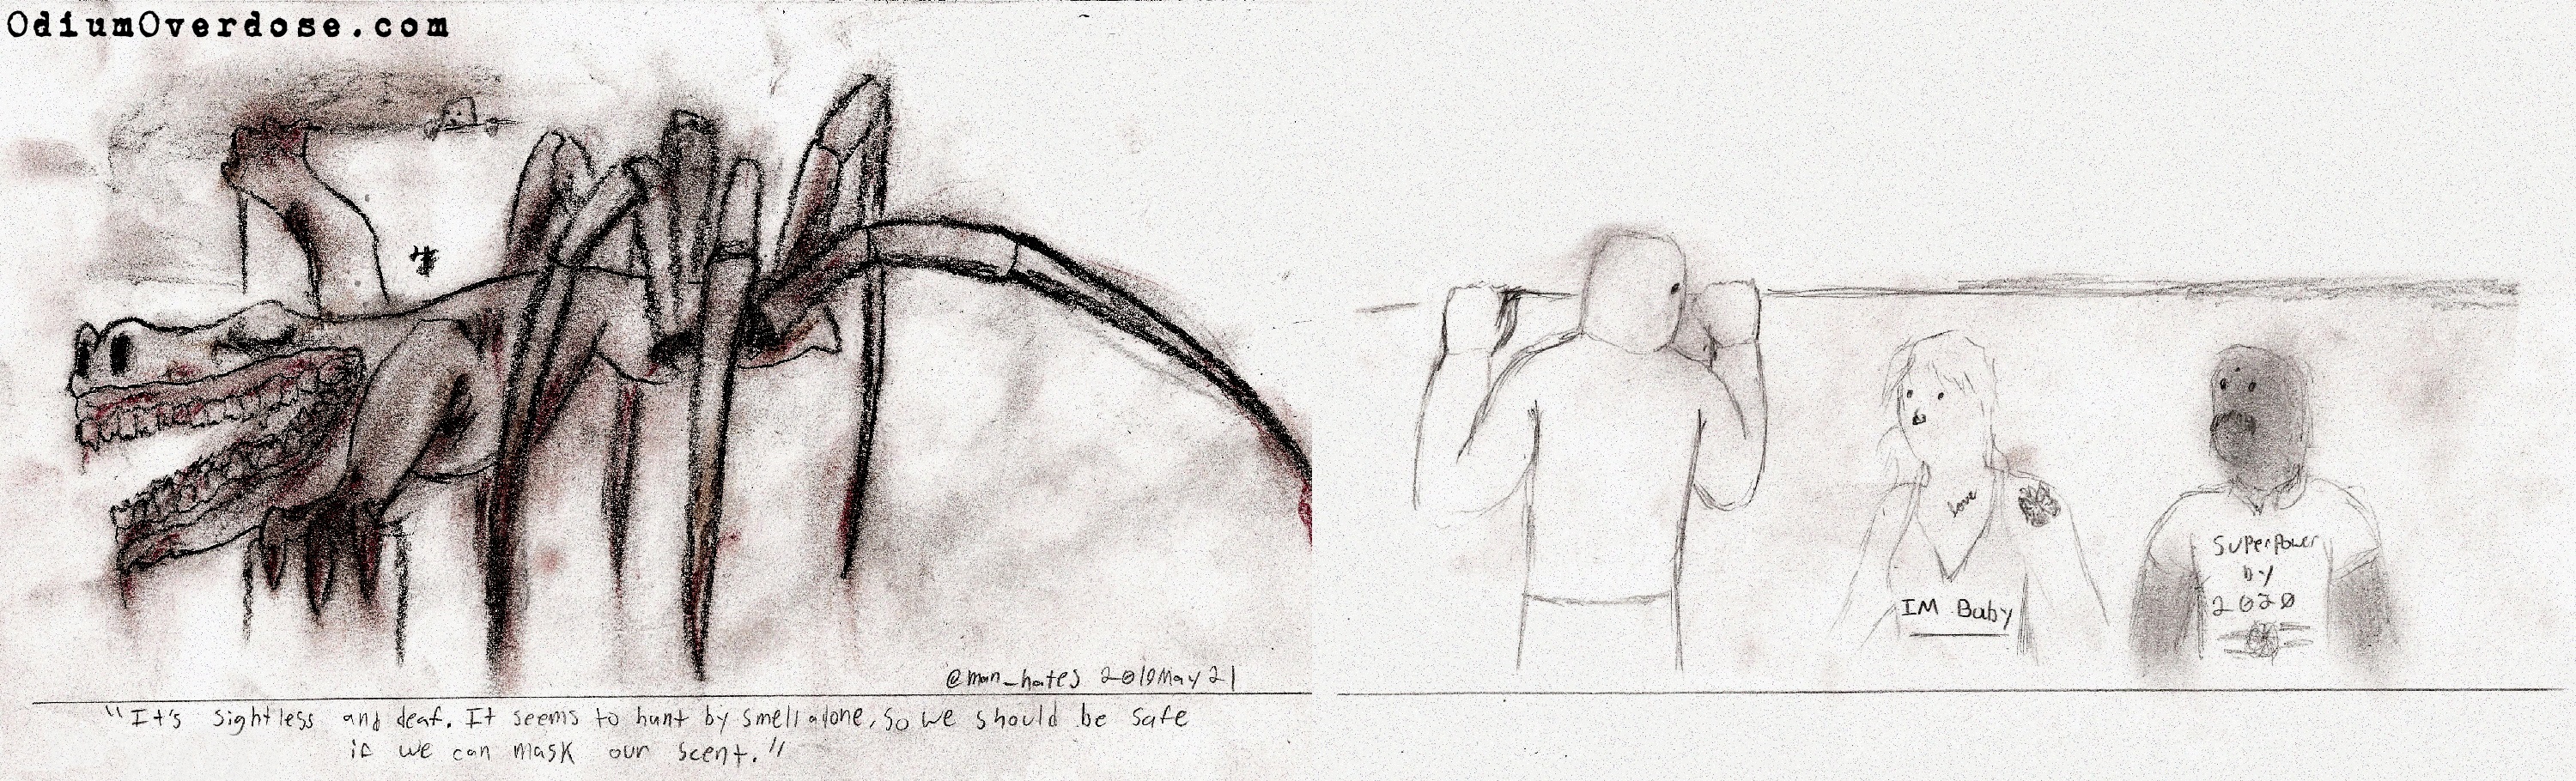 OdiumOverdose.com
love
IM Baby
SuperPower
by
2020
@man_hates 2019May21
"It's sightless and deaf. It seems to hunt by smell alone, so we should be safe
if we can mask our scent."